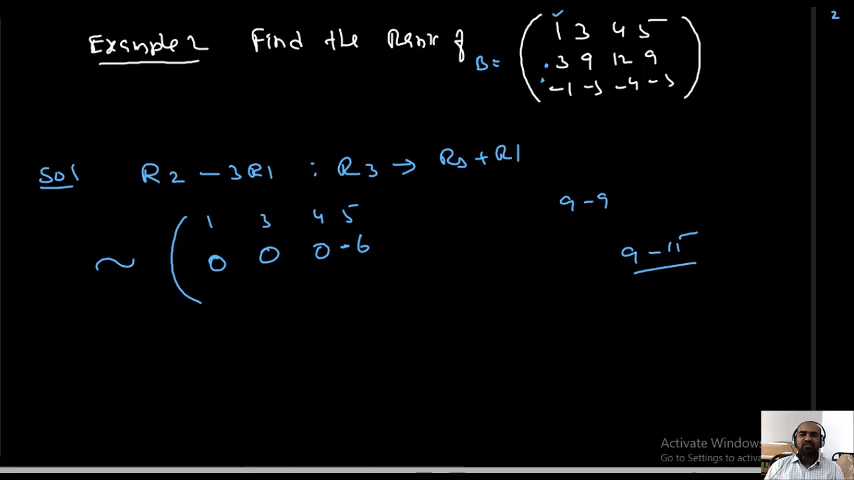 Example 2 Find the Rank of B = ( 1 3 4 5
3 9 12 9
-1 -3 -4 -3 )
Sol R2 - 3R1 : R3 → R3 + R1
~ ( 1 3 4 5
0 0 0 -6
9 - 9
9 - 15
2
Activate Windows
Go to Settings to activa